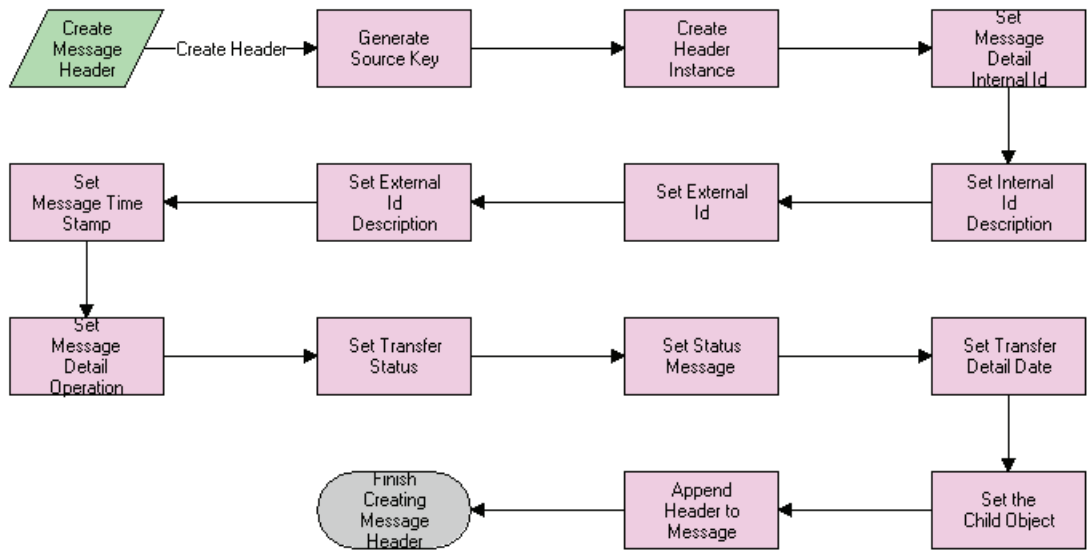 Create
Message
Header
Create Header
Generate
Source Key
Create
Header
Instance
Set
Message
Detail
Internal Id
Set
Message Time
Stamp
Set External
Id
Description
Set External
Id
Set Internal
Id
Description
Set
Message
Detail
Operation
Set Transfer
Status
Set Status
Message
Set Transfer
Detail Date
Finish
Creating
Message
Header
Append
Header to
Message
Set the
Child Object